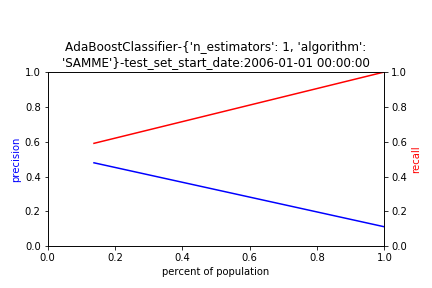 AdaBoostClassifier-{'n_estimators': 1, 'algorithm':
'SAMME'}-test_set_start_date:2006-01-01 00:00:00
1.0
0.8
0.6
0.4
0.2
0.0
precision
1.0
0.8
0.6
0.4
0.2
0.0
recall
0.0 0.2 0.4 0.6 0.8 1.0
percent of population